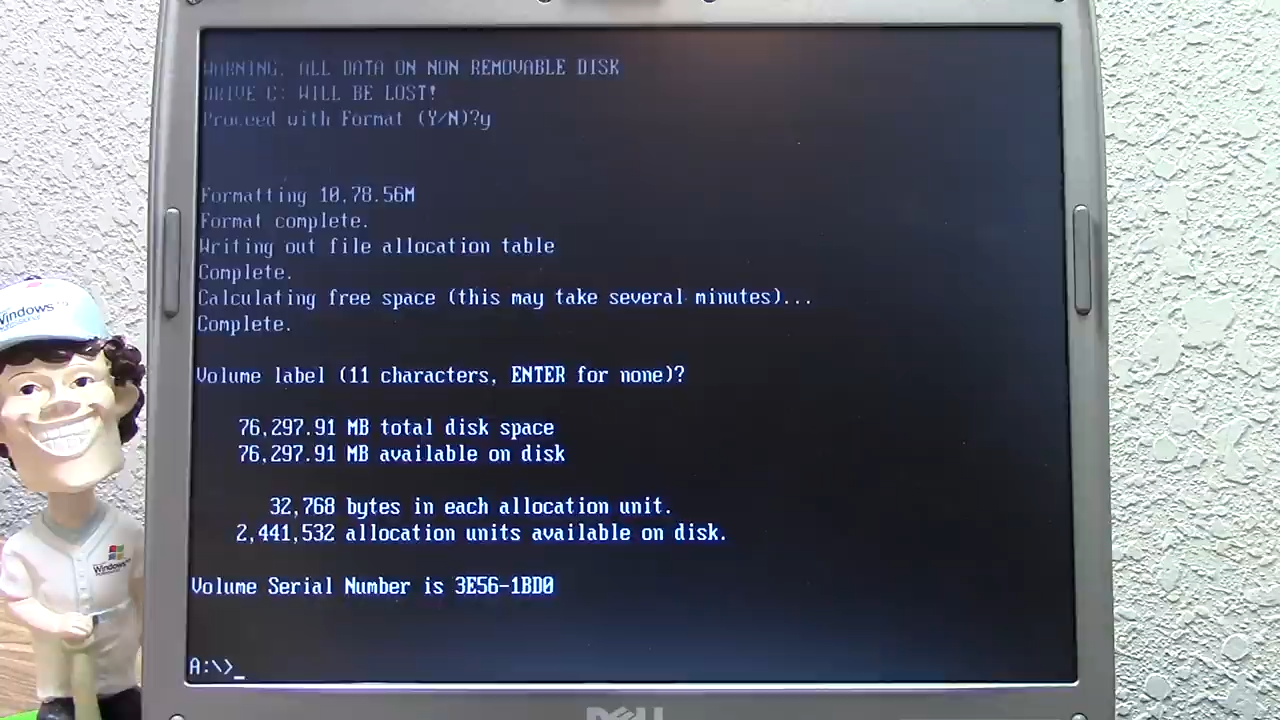 WARNING, ALL DATA ON NON REMOVABLE DISK
DRIVE C: WILL BE LOST!
Proceed with Format (Y/N)?y
Formatting 10,78.56M
Format complete.
Writing out file allocation table
Complete.
Calculating free space (this may take several minutes)...
Complete.
Volume label (11 characters, ENTER for none)?
76,297.91 MB total disk space
76,297.91 MB available on disk
32,768 bytes in each allocation unit.
2,441,532 allocation units available on disk.
Volume Serial Number is 3E56-1BD0
A:\>_
Windows
Windows
DELL